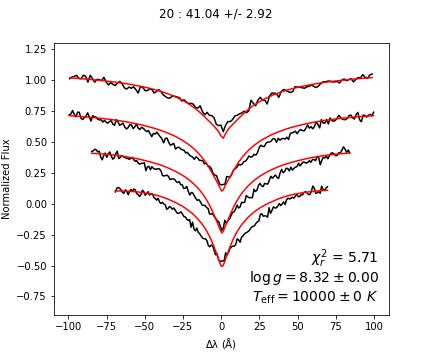 20 : 41.04 +/- 2.92
Normalized Flux
1.25
1.00
0.75
0.50
0.25
0.00
−0.25
−0.50
−0.75
χ²ᵣ = 5.71
log g = 8.32 ± 0.00
T_eff = 10000 ± 0 K
−100 −75 −50 −25 0 25 50 75 100
Δλ (Å)